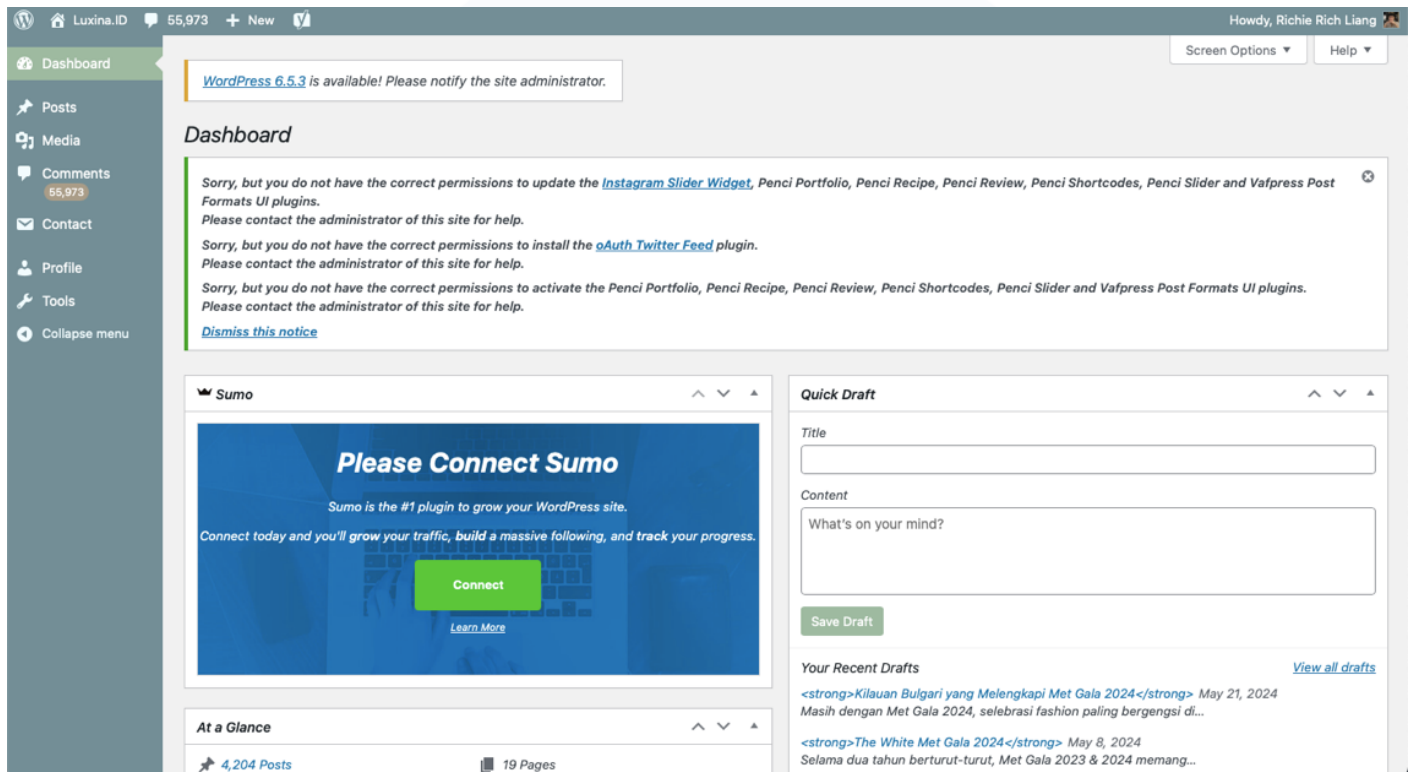 Luxina.ID 55,973 + New Howdy, Richie Rich Liang
Screen Options ▼ Help ▼
Dashboard
Posts
Media
Comments
55,973
Contact
Profile
Tools
Collapse menu
WordPress 6.5.3 is available! Please notify the site administrator.
Dashboard
Sorry, but you do not have the correct permissions to update the Instagram Slider Widget, Penci Portfolio, Penci Recipe, Penci Review, Penci Shortcodes, Penci Slider and Vafpress Post
Formats UI plugins.
Please contact the administrator of this site for help.
Sorry, but you do not have the correct permissions to install the oAuth Twitter Feed plugin.
Please contact the administrator of this site for help.
Sorry, but you do not have the correct permissions to activate the Penci Portfolio, Penci Recipe, Penci Review, Penci Shortcodes, Penci Slider and Vafpress Post Formats UI plugins.
Please contact the administrator of this site for help.
Dismiss this notice
Sumo
Please Connect Sumo
Sumo is the #1 plugin to grow your WordPress site.
Connect today and you'll grow your traffic, build a massive following, and track your progress.
Connect
Learn More
At a Glance
4,204 Posts 19 Pages
Quick Draft
Title
Content
What's on your mind?
Save Draft
Your Recent Drafts View all drafts
<strong>Kilauan Bulgari yang Melengkapi Met Gala 2024</strong> May 21, 2024
Masih dengan Met Gala 2024, selebrasi fashion paling bergengsi di...
<strong>The White Met Gala 2024</strong> May 8, 2024
Selama dua tahun berturut-turut, Met Gala 2023 & 2024 memang...